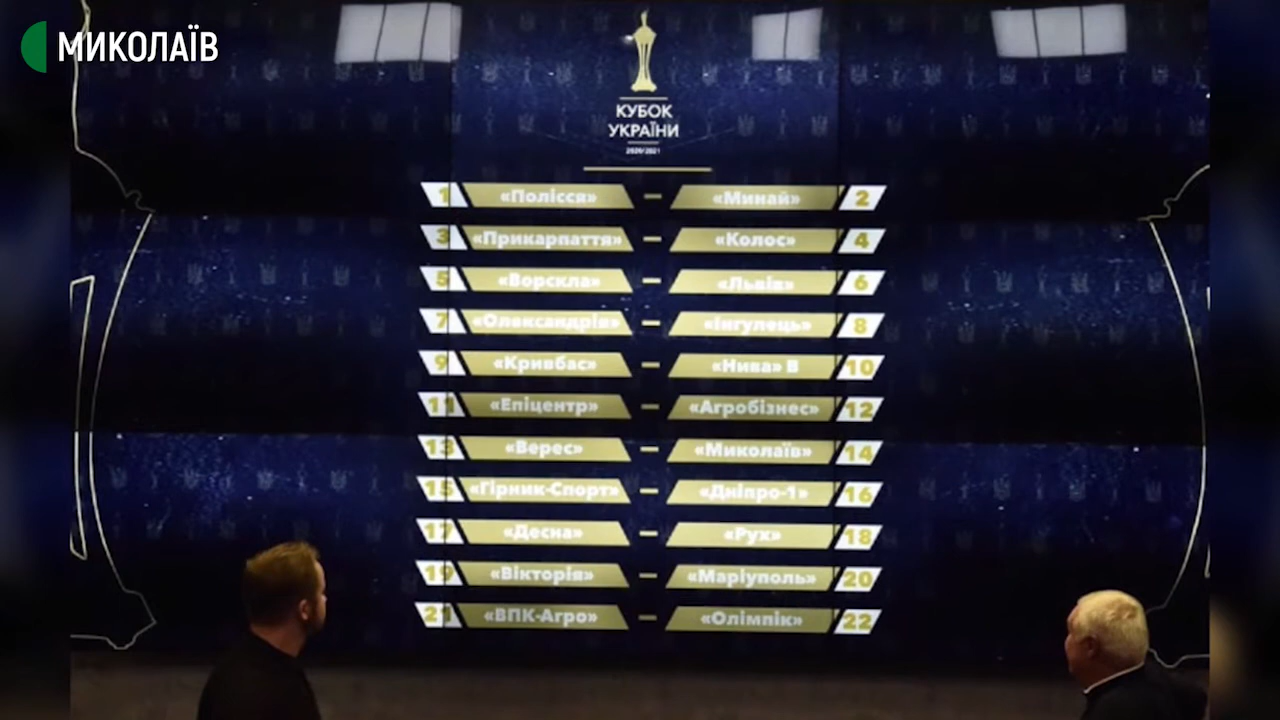 МИКОЛАЇВ
КУБОК
УКРАЇНИ
2020/2021
1 «Полісся» – «Минай» 2
3 «Прикарпаття» – «Колос» 4
5 «Ворскла» – «Львів» 6
7 «Олександрія» – «Інгулець» 8
9 «Кривбас» – «Нива» В 10
11 «Епіцентр» – «Агробізнес» 12
13 «Верес» – «Миколаїв» 14
15 «Гірник-Спорт» – «Дніпро-1» 16
17 «Десна» – «Рух» 18
19 «Вікторія» – «Маріуполь» 20
21 «ВПК-Агро» – «Олімпік» 22